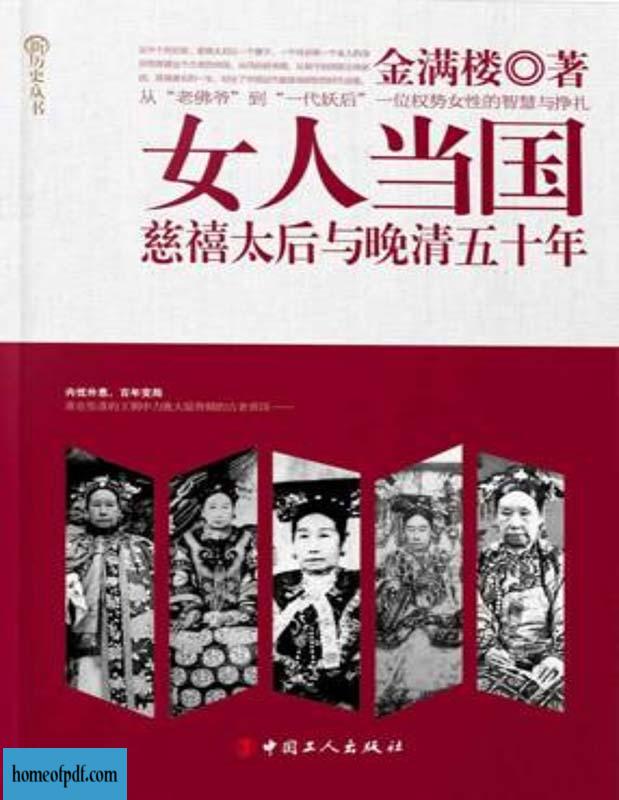 新历史丛书
金满楼◎著
从“老佛爷”到“一代妖后”一位权势女性的智慧与挣扎
女人当国
慈禧太后与晚清五十年
内忧外患，百年变局
中国工人出版社
homeofpdf.com